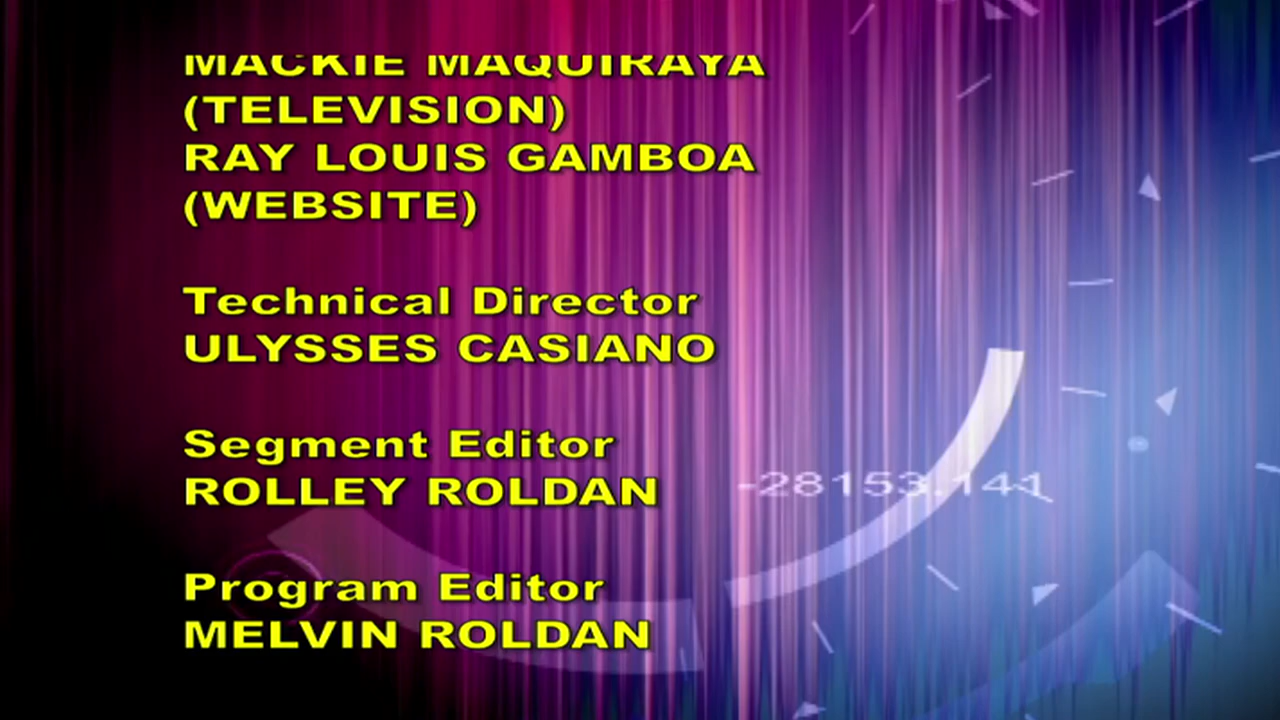 MACKIE MAQUIRAYA
(TELEVISION)
RAY LOUIS GAMBOA
(WEBSITE)
Technical Director
ULYSSES CASIANO
Segment Editor
ROLLEY ROLDAN
-28153.141
Program Editor
MELVIN ROLDAN